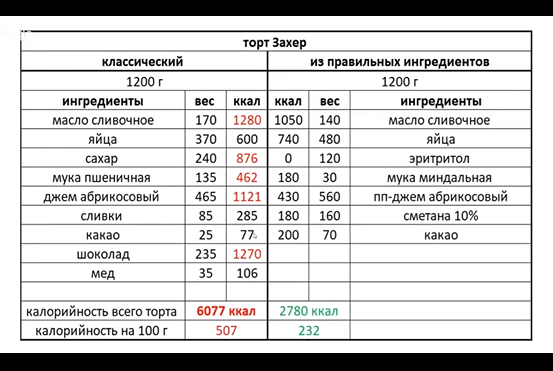 торт Захер
классический из правильных ингредиентов
1200 г 1200 г
ингредиенты вес ккал ккал вес ингредиенты
масло сливочное 170 1280 1050 140 масло сливочное
яйца 370 600 740 480 яйца
сахар 240 876 0 120 эритритол
мука пшеничная 135 462 180 30 мука миндальная
джем абрикосовый 465 1121 430 560 пп-джем абрикосовый
сливки 85 285 180 160 сметана 10%
какао 25 77 200 70 какао
шоколад 235 1270
мед 35 106
калорийность всего торта 6077 ккал 2780 ккал
калорийность на 100 г 507 232